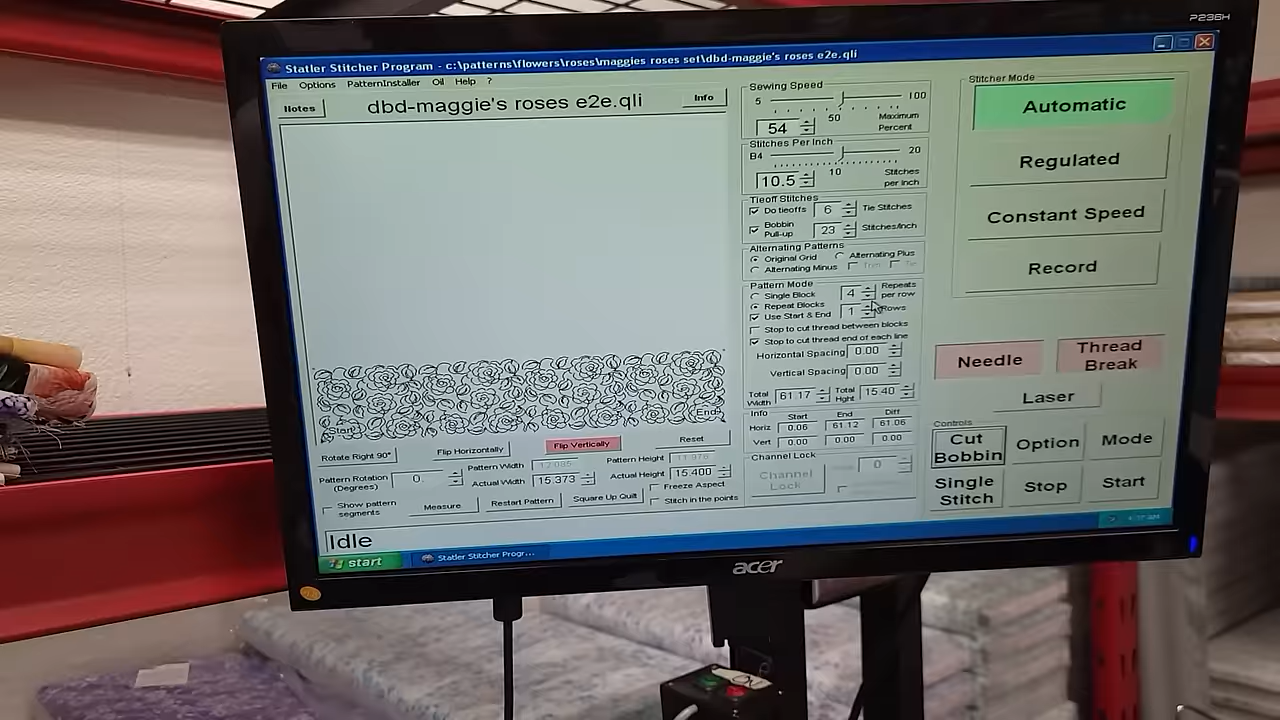 P236H
Statler Stitcher Program - c:\patterns\flowers\roses\maggies roses set\dbd-maggie's roses e2e.qli
File Options PatternInstaller Oil Help ?
Notes
dbd-maggie's roses e2e.qli
Info
Start
End
Rotate Right 90°
Flip Horizontally
Flip Vertically
Reset
Pattern Rotation (Degrees)
0.
Pattern Width
12.085
Pattern Height
11.976
Actual Width
15.373
Actual Height
15.400
Freeze Aspect
Show pattern segments
Measure
Restart Pattern
Square Up Quilt
Stitch in the points
Idle
start
Statler Stitcher Progr...
Sewing Speed
5
100
50
54
Maximum Percent
Stitches Per Inch
B4
20
10
10.5
Stitches per Inch
Tieoff Stitches
Do tieoffs
6
Tie Stitches
Bobbin Pull-up
23
Stitches/Inch
Alternating Patterns
Original Grid
Alternating Plus
Alternating Minus
Pattern Mode
Single Block
4
Repeats per row
Repeat Blocks
Use Start & End
1
Rows
Stop to cut thread between blocks
Stop to cut thread end of each line
Horizontal Spacing
0.00
Vertical Spacing
0.00
Total Width
61.17
Total Hght
15.40
Info
Start
End
Diff
Horiz
0.06
61.12
61.06
Vert
0.00
0.00
0.00
Channel Lock
Channel Lock
0
Stitcher Mode
Automatic
Regulated
Constant Speed
Record
Needle
Thread Break
Laser
Controls
Cut Bobbin
Option
Mode
Single Stitch
Stop
Start
acer